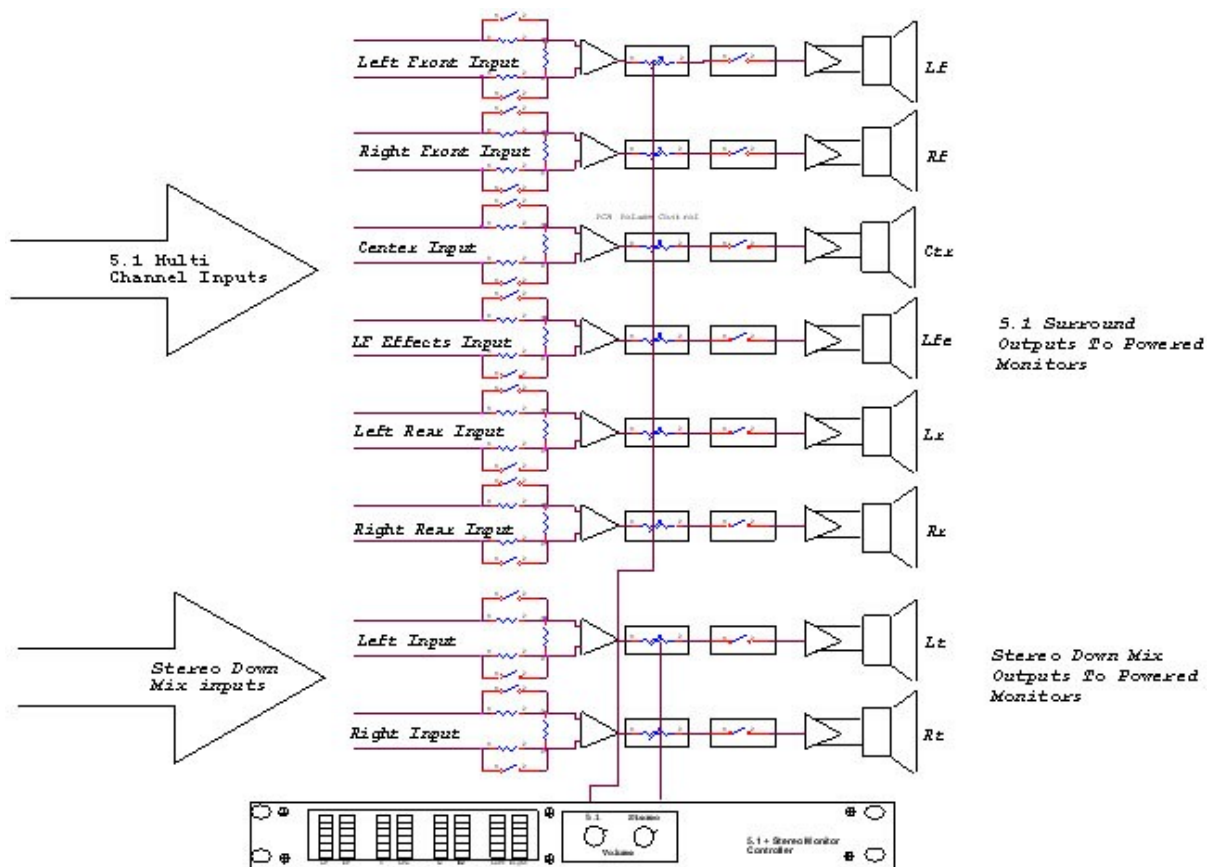 Left Front Input
Lf
Right Front Input
Rf
Volume Control
Center Input
Ctr
5.1 Multi
Channel Inputs
LF Effects Input
Lfe
5.1 Surround
Outputs To Powered
Monitors
Left Rear Input
Lr
Right Rear Input
Rr
Left Input
Lt
Stereo Down
Mix inputs
Stereo Down Mix
Outputs To Powered
Monitors
Right Input
Rt
5.1 Stereo
Volume
5.1 + Stereo Monitor
Controller